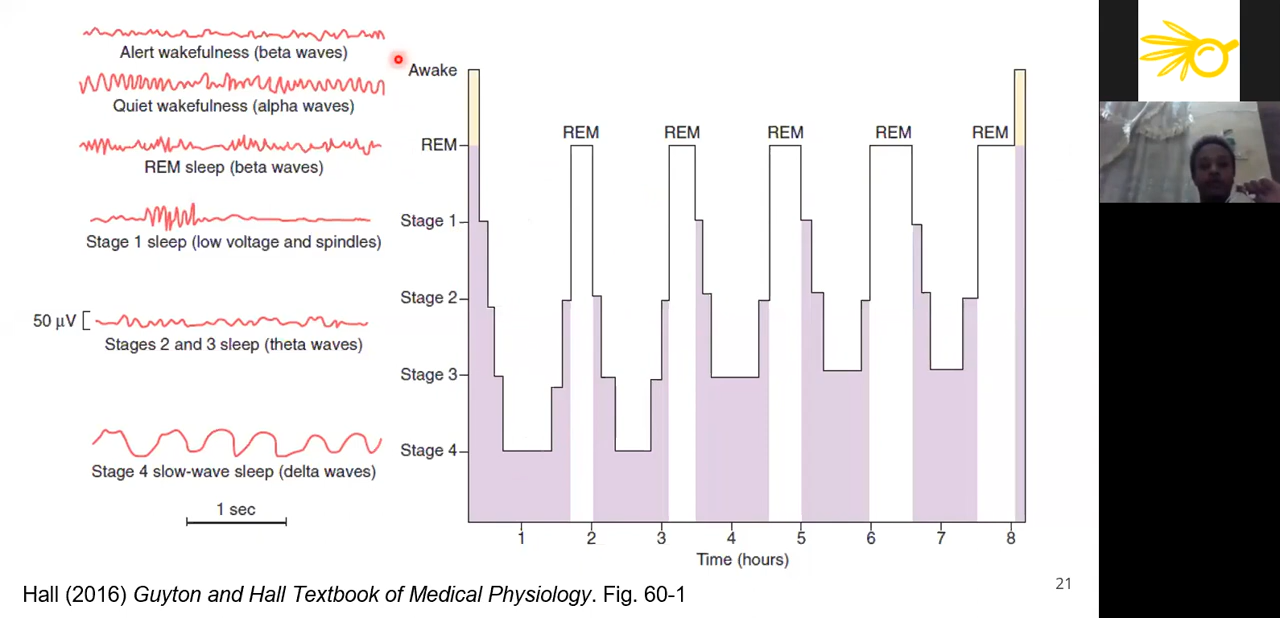 Alert wakefulness (beta waves)
Quiet wakefulness (alpha waves)
REM sleep (beta waves)
Stage 1 sleep (low voltage and spindles)
50 μV
Stages 2 and 3 sleep (theta waves)
Stage 4 slow-wave sleep (delta waves)
1 sec
Awake
REM
Stage 1
Stage 2
Stage 3
Stage 4
REM REM REM REM REM
1 2 3 4 5 6 7 8
Time (hours)
Hall (2016) Guyton and Hall Textbook of Medical Physiology. Fig. 60-1
21